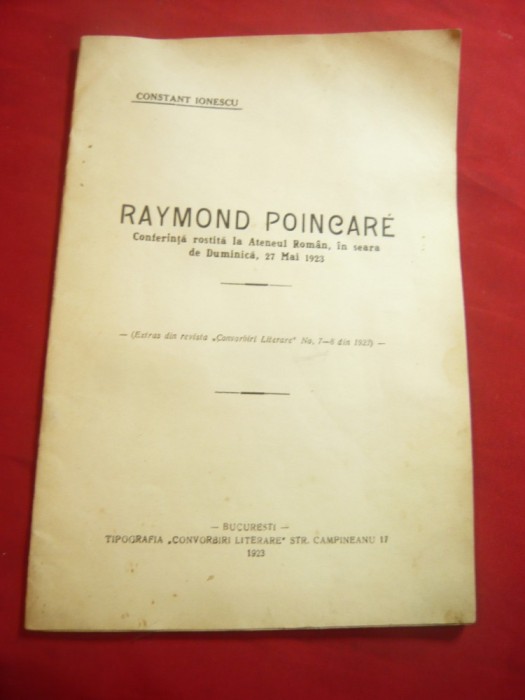 CONSTANT IONESCU
RAYMOND POINCARÉ
Conferință rostită la Ateneul Român, în seara
de Duminică, 27 Mai 1923
— (Extras din revista „Convorbiri Literare" No. 7—8 din 1923) —
— BUCUREȘTI —
TIPOGRAFIA „CONVORBIRI LITERARE" STR. CAMPINEANU 17
1923